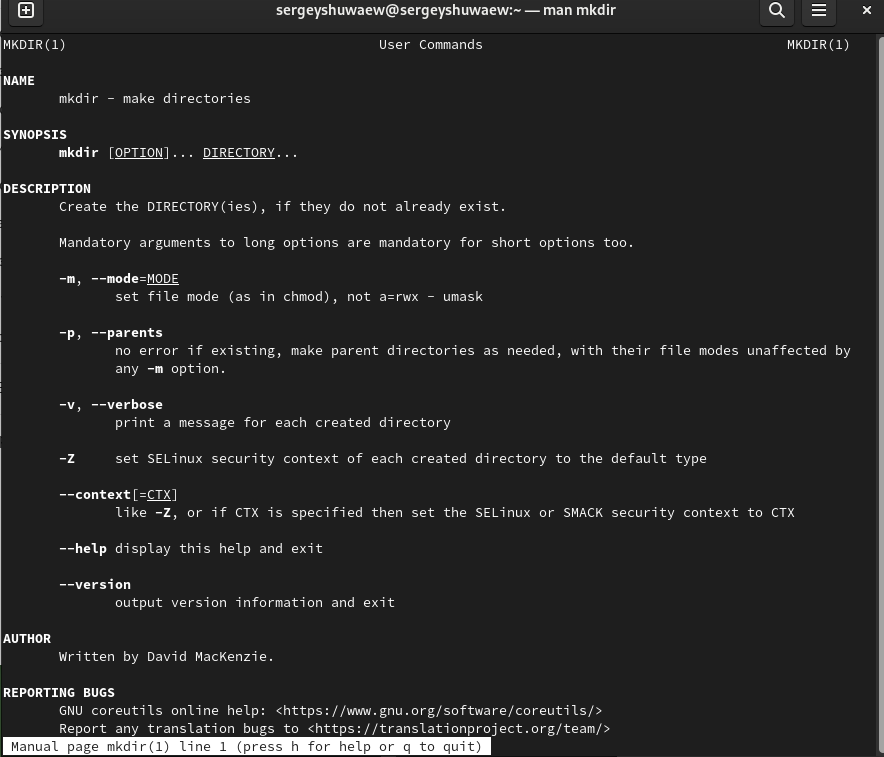 sergeyshuwaew@sergeyshuwaew:~ — man mkdir
MKDIR(1) User Commands MKDIR(1)
NAME
mkdir - make directories
SYNOPSIS
mkdir [OPTION]... DIRECTORY...
DESCRIPTION
Create the DIRECTORY(ies), if they do not already exist.
Mandatory arguments to long options are mandatory for short options too.
-m, --mode=MODE
set file mode (as in chmod), not a=rwx - umask
-p, --parents
no error if existing, make parent directories as needed, with their file modes unaffected by
any -m option.
-v, --verbose
print a message for each created directory
-Z set SELinux security context of each created directory to the default type
--context[=CTX]
like -Z, or if CTX is specified then set the SELinux or SMACK security context to CTX
--help display this help and exit
--version
output version information and exit
AUTHOR
Written by David MacKenzie.
REPORTING BUGS
GNU coreutils online help: <https://www.gnu.org/software/coreutils/>
Report any translation bugs to <https://translationproject.org/team/>
Manual page mkdir(1) line 1 (press h for help or q to quit)